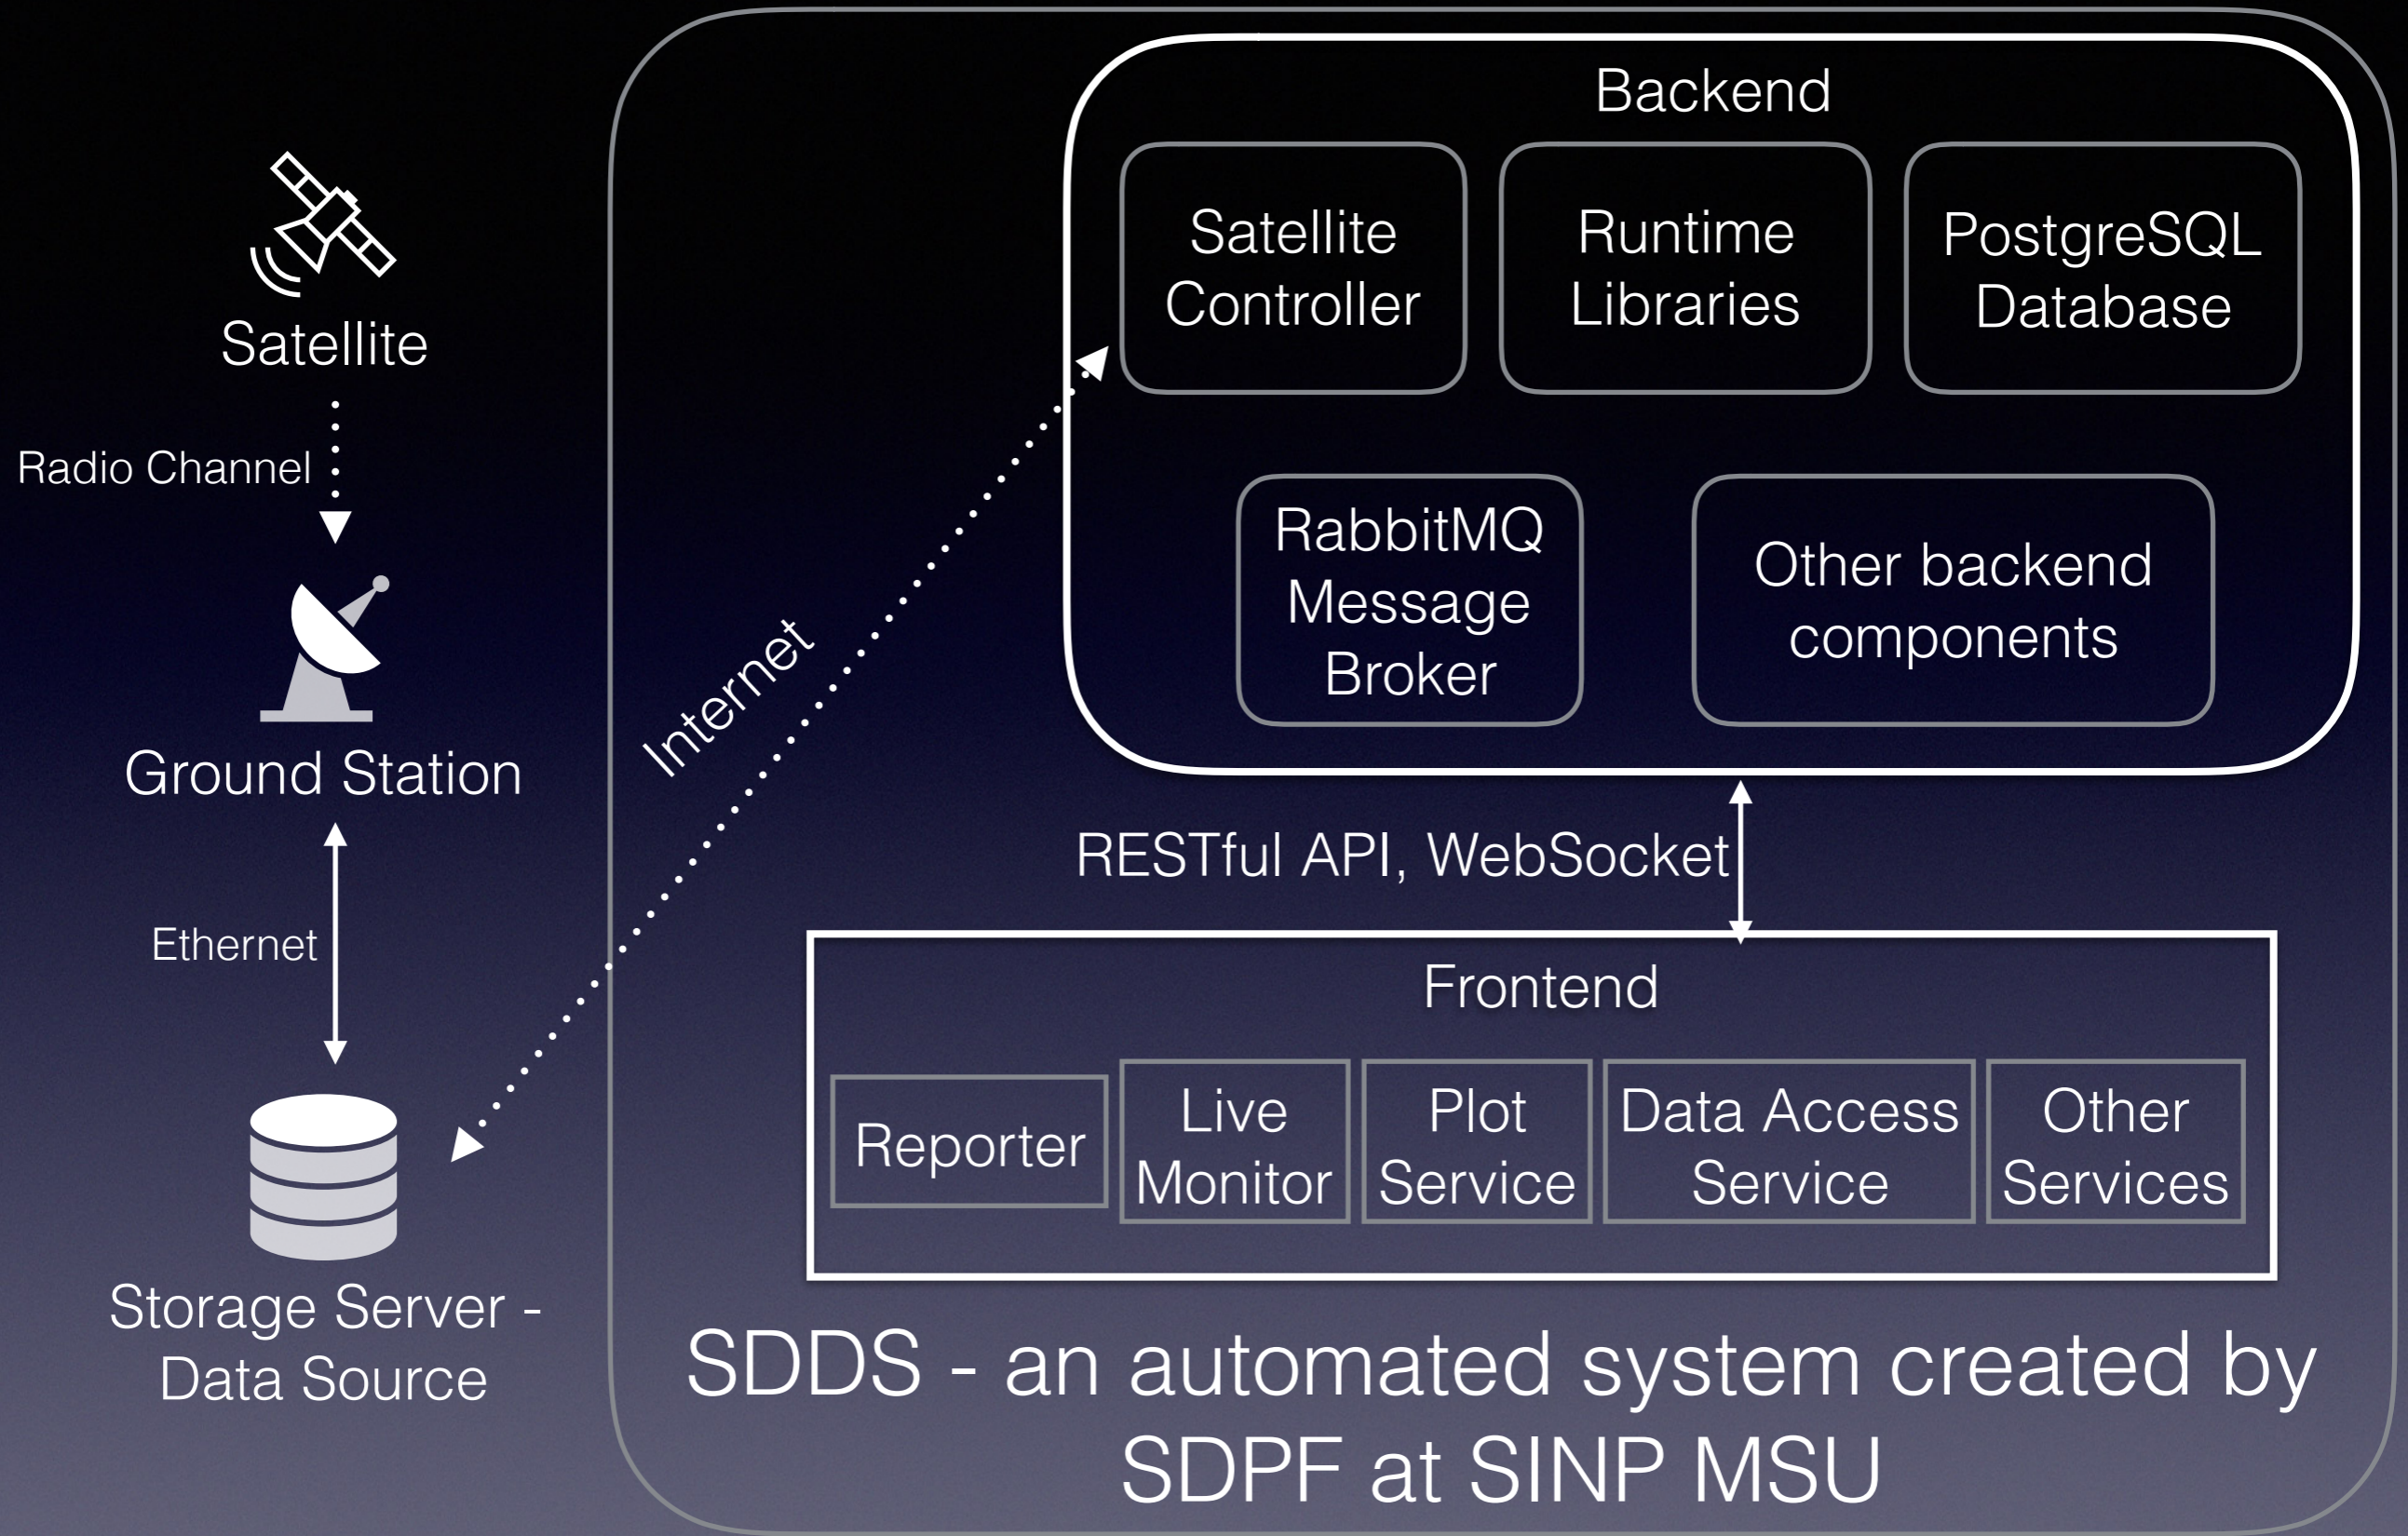 Satellite
Radio Channel
Ground Station
Ethernet
Storage Server -
Data Source
Internet
Backend
Satellite
Controller
Runtime
Libraries
PostgreSQL
Database
RabbitMQ
Message
Broker
Other backend
components
RESTful API, WebSocket
Frontend
Reporter
Live
Monitor
Plot
Service
Data Access
Service
Other
Services
SDDS - an automated system created by
SDPF at SINP MSU